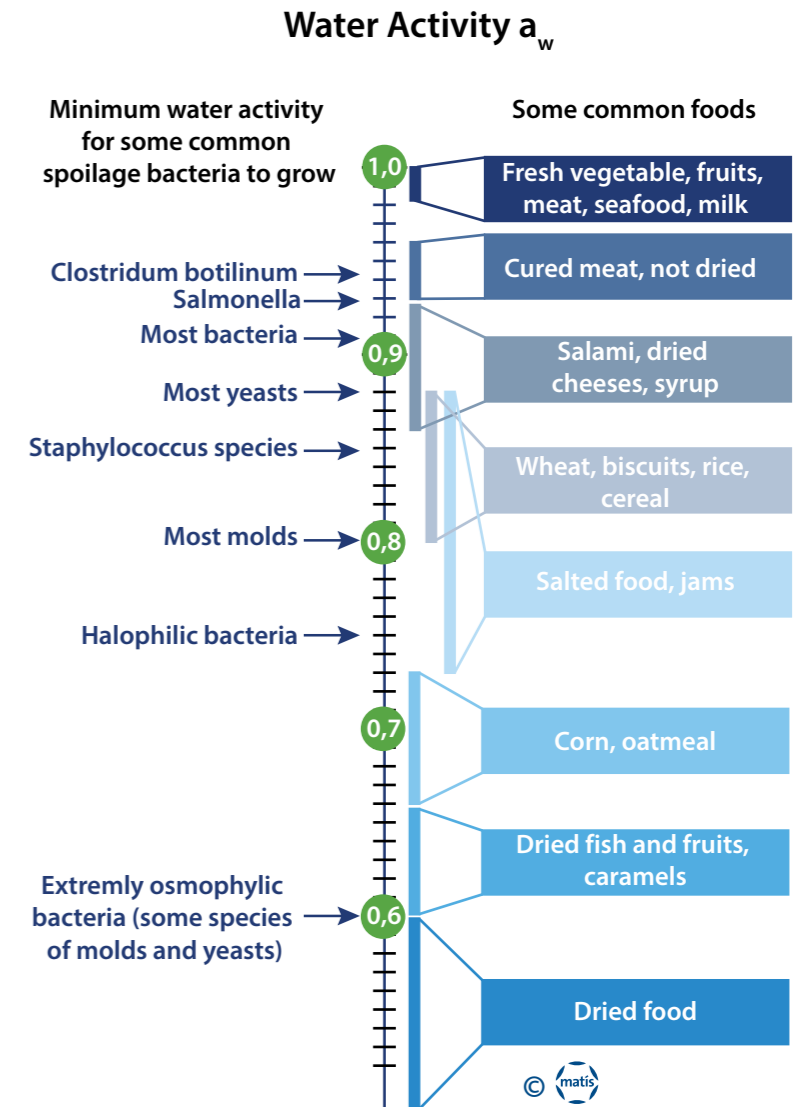 Water Activity aw
Minimum water activity
for some common
spoilage bacteria to grow
Some common foods
1,0
Fresh vegetable, fruits,
meat, seafood, milk
Clostridum botilinum
Cured meat, not dried
Salmonella
Most bacteria
0,9
Salami, dried
cheeses, syrup
Most yeasts
Staphylococcus species
Wheat, biscuits, rice,
cereal
Most molds
0,8
Salted food, jams
Halophilic bacteria
0,7
Corn, oatmeal
Dried fish and fruits,
caramels
Extremly osmophylic
bacteria (some species
of molds and yeasts)
0,6
Dried food
© matís